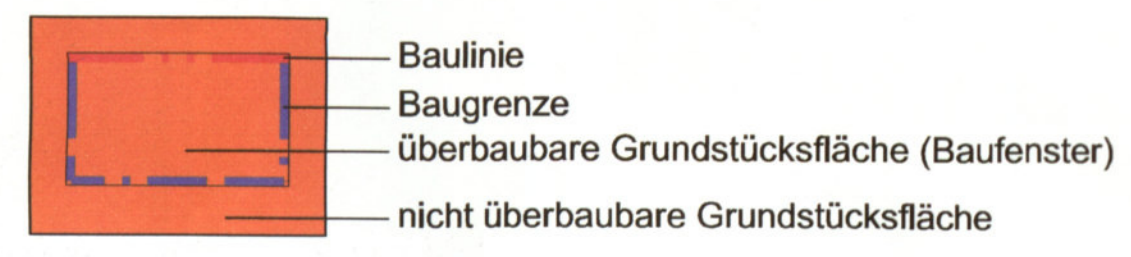 Baulinie
Baugrenze
überbaubare Grundstücksfläche (Baufenster)
nicht überbaubare Grundstücksfläche